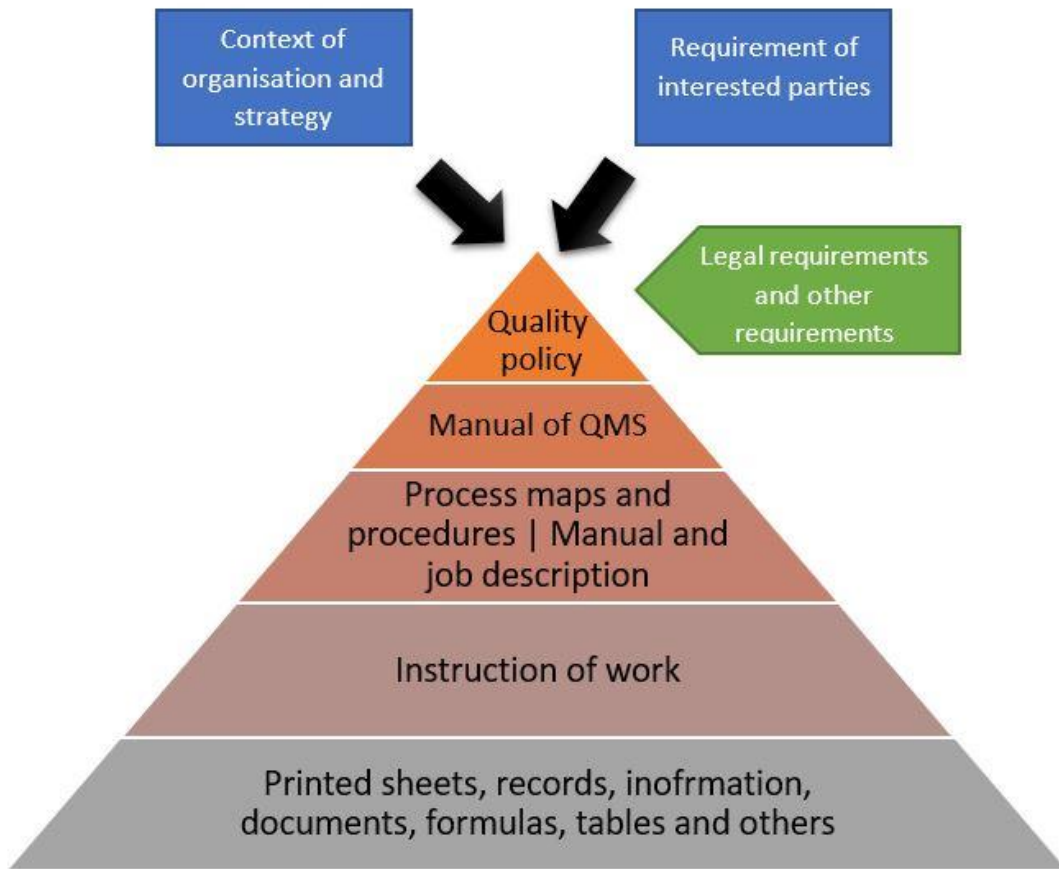 Context of
organisation and
strategy
Requirement of
interested parties
Legal requirements
and other
requirements
Quality
policy
Manual of QMS
Process maps and
procedures | Manual and
job description
Instruction of work
Printed sheets, records, inofrmation,
documents, formulas, tables and others